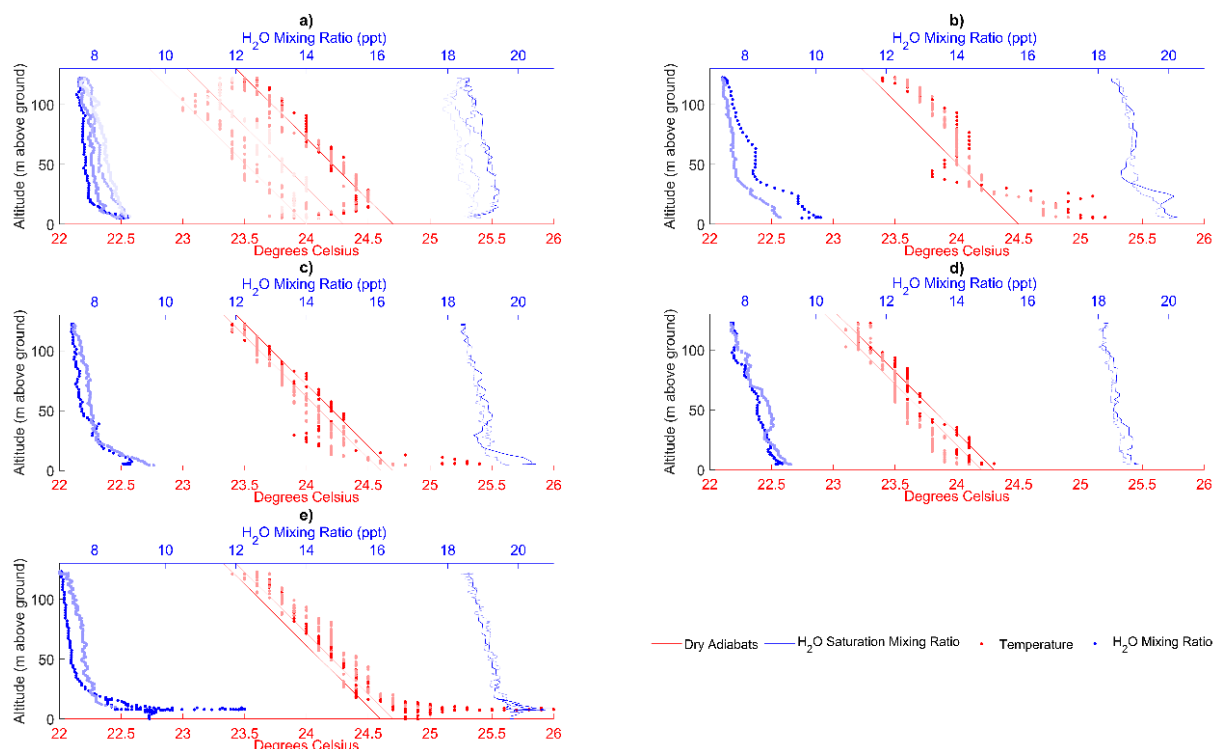 a)
H2O Mixing Ratio (ppt)
8 10 12 14 16 18 20
Altitude (m above ground)
100
50
0
22 22.5 23 23.5 24 24.5 25 25.5 26
Degrees Celsius
b)
H2O Mixing Ratio (ppt)
8 10 12 14 16 18 20
Altitude (m above ground)
100
50
0
22 22.5 23 23.5 24 24.5 25 25.5 26
Degrees Celsius
c)
H2O Mixing Ratio (ppt)
8 10 12 14 16 18 20
Altitude (m above ground)
100
50
0
22 22.5 23 23.5 24 24.5 25 25.5 26
Degrees Celsius
d)
H2O Mixing Ratio (ppt)
8 10 12 14 16 18 20
Altitude (m above ground)
100
50
0
22 22.5 23 23.5 24 24.5 25 25.5 26
Degrees Celsius
e)
H2O Mixing Ratio (ppt)
8 10 12 14 16 18 20
Altitude (m above ground)
100
50
0
22 22.5 23 23.5 24 24.5 25 25.5 26
Degrees Celsius
Dry Adiabats H2O Saturation Mixing Ratio Temperature H2O Mixing Ratio